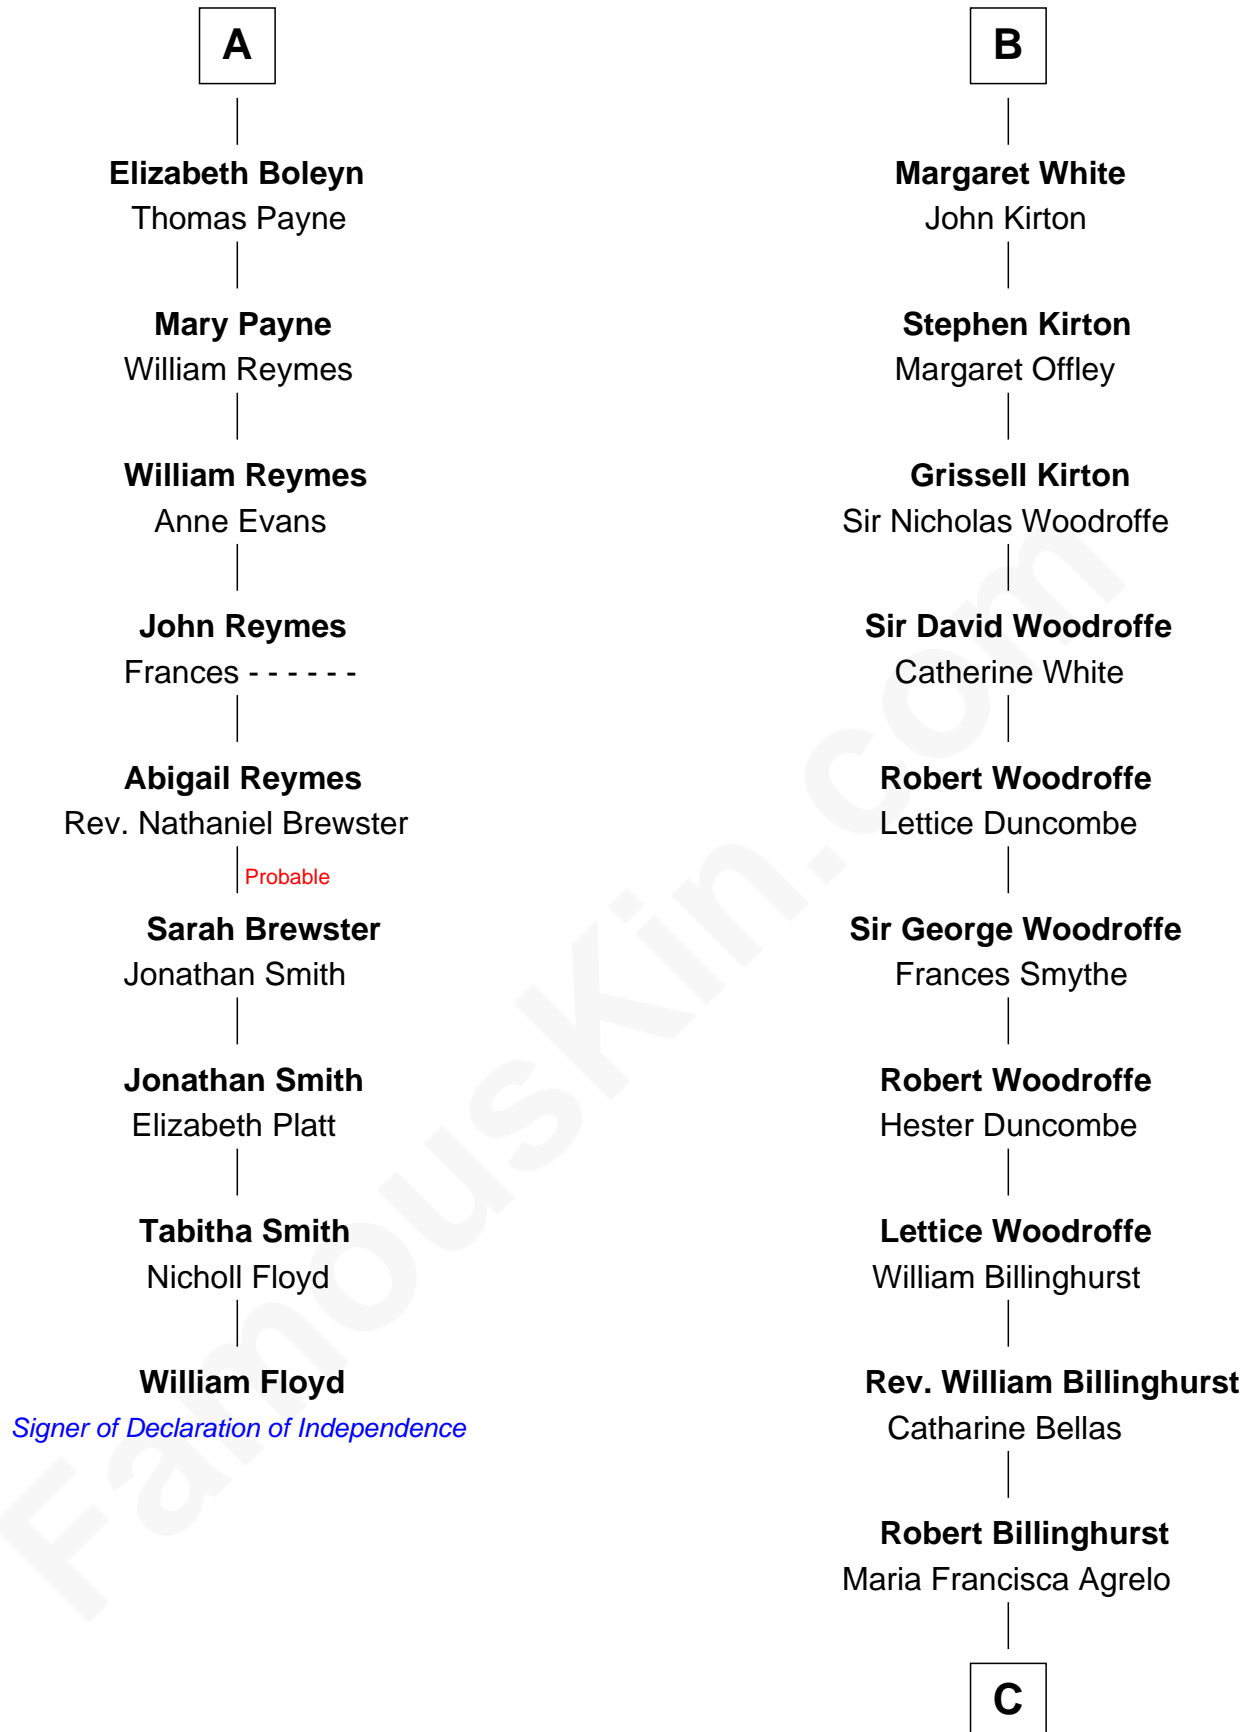 A
Elizabeth Boleyn
Thomas Payne
Mary Payne
William Reymes
William Reymes
Anne Evans
John Reymes
Frances - - - - - -
Abigail Reymes
Rev. Nathaniel Brewster
Probable
Sarah Brewster
Jonathan Smith
Jonathan Smith
Elizabeth Platt
Tabitha Smith
Nicholl Floyd
William Floyd
Signer of Declaration of Independence
B
Margaret White
John Kirton
Stephen Kirton
Margaret Offley
Grissell Kirton
Sir Nicholas Woodroffe
Sir David Woodroffe
Catherine White
Robert Woodroffe
Lettice Duncombe
Sir George Woodroffe
Frances Smythe
Robert Woodroffe
Hester Duncombe
Lettice Woodroffe
William Billinghurst
Rev. William Billinghurst
Catharine Bellas
Robert Billinghurst
Maria Francisca Agrelo
C
FamousKin.com